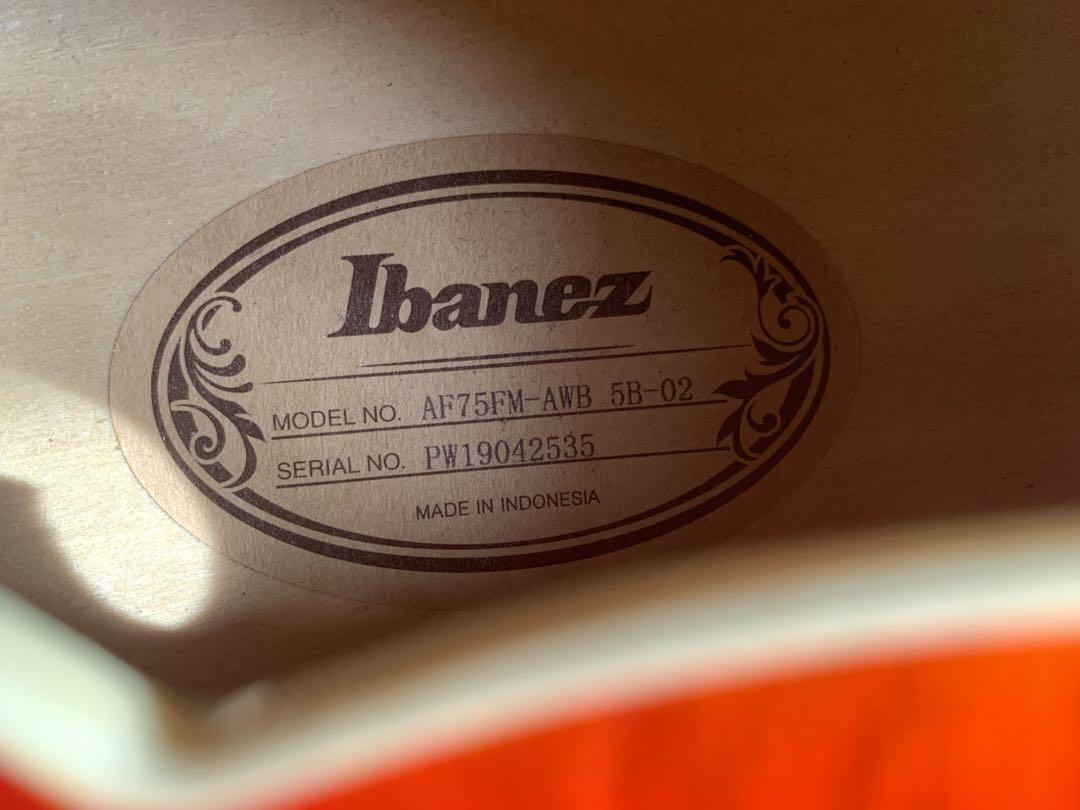 Ibanez
MODEL NO. AF75FM-AWB 5B-02
SERIAL NO. PW19042535
MADE IN INDONESIA